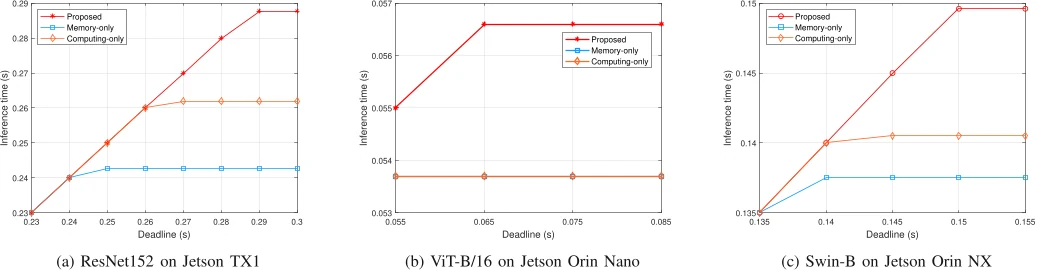 0.29
0.28
0.27
0.26
0.25
0.24
0.23
Inference time (s)
Proposed
Memory-only
Computing-only
0.23 0.24 0.25 0.26 0.27 0.28 0.29 0.3
Deadline (s)
(a) ResNet152 on Jetson TX1
0.057
0.056
0.055
0.054
0.053
Inference time (s)
Proposed
Memory-only
Computing-only
0.055 0.065 0.075 0.085
Deadline (s)
(b) ViT-B/16 on Jetson Orin Nano
0.15
0.145
0.14
0.135
Inference time (s)
Proposed
Memory-only
Computing-only
0.135 0.14 0.145 0.15 0.155
Deadline (s)
(c) Swin-B on Jetson Orin NX